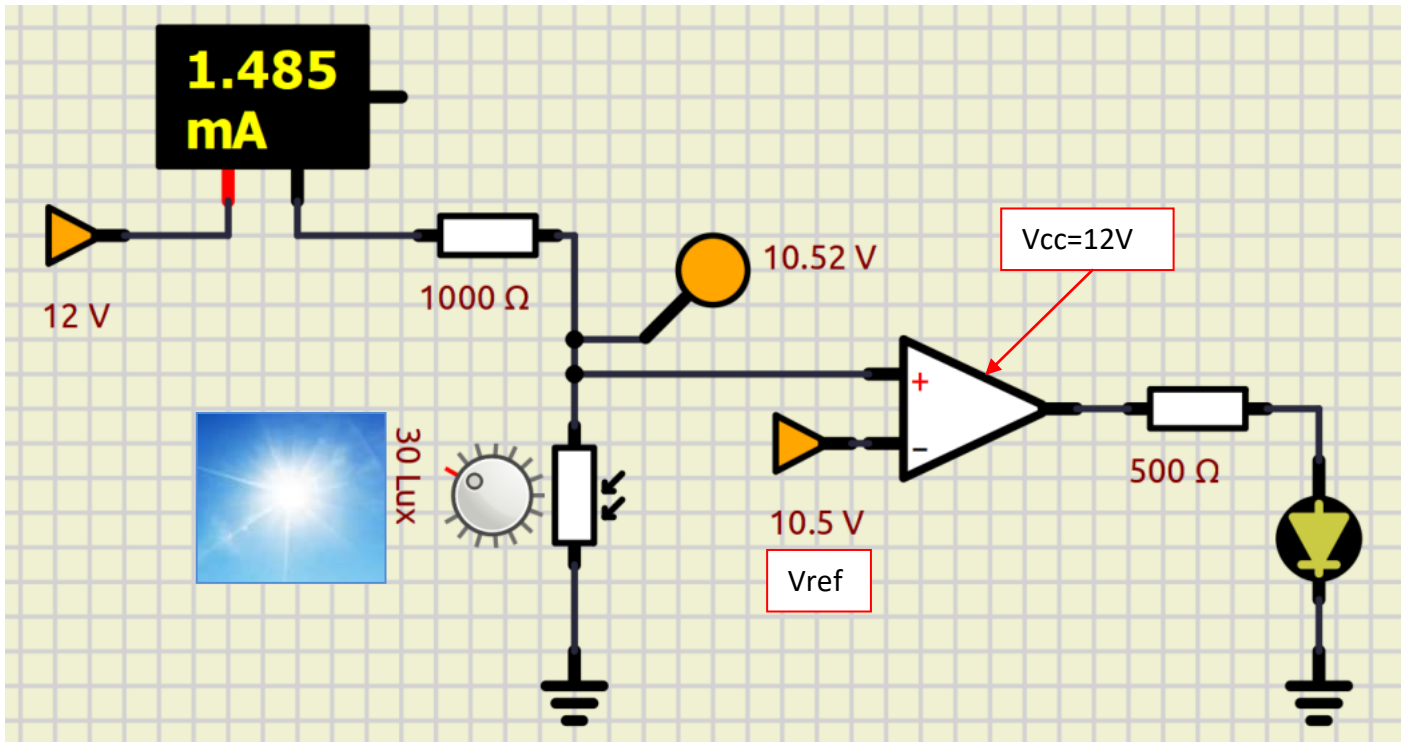 1.485
mA
12 V
1000 Ω
10.52 V
Vcc=12V
30 Lux
+
−
10.5 V
Vref
500 Ω